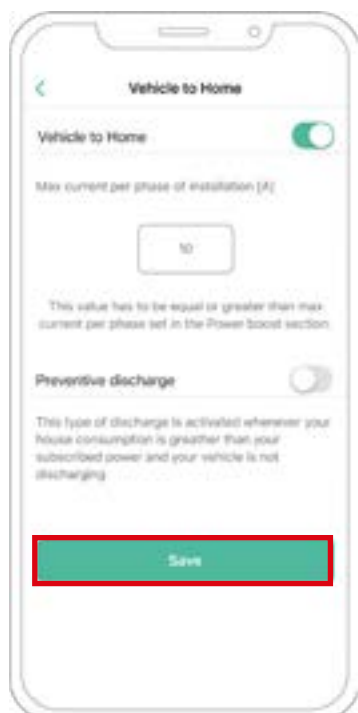 Vehicle to Home
Vehicle to Home
Max current per phase of installation [A]
10
This value has to be equal or greater than max
current per phase set in the Power boost section
Preventive discharge
This type of discharge is activated whenever your
house consumption is greather than your
subscribed power and your vehicle is not
discharging
Save